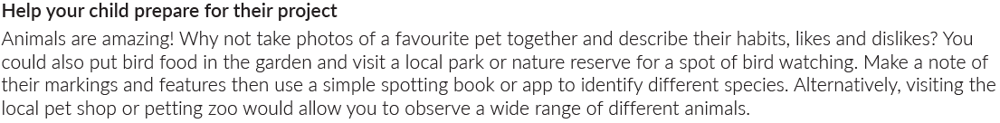 Help your child prepare for their project
Animals are amazing! Why not take photos of a favourite pet together and describe their habits, likes and dislikes? You
could also put bird food in the garden and visit a local park or nature reserve for a spot of bird watching. Make a note of
their markings and features then use a simple spotting book or app to identify different species. Alternatively, visiting the
local pet shop or petting zoo would allow you to observe a wide range of different animals.